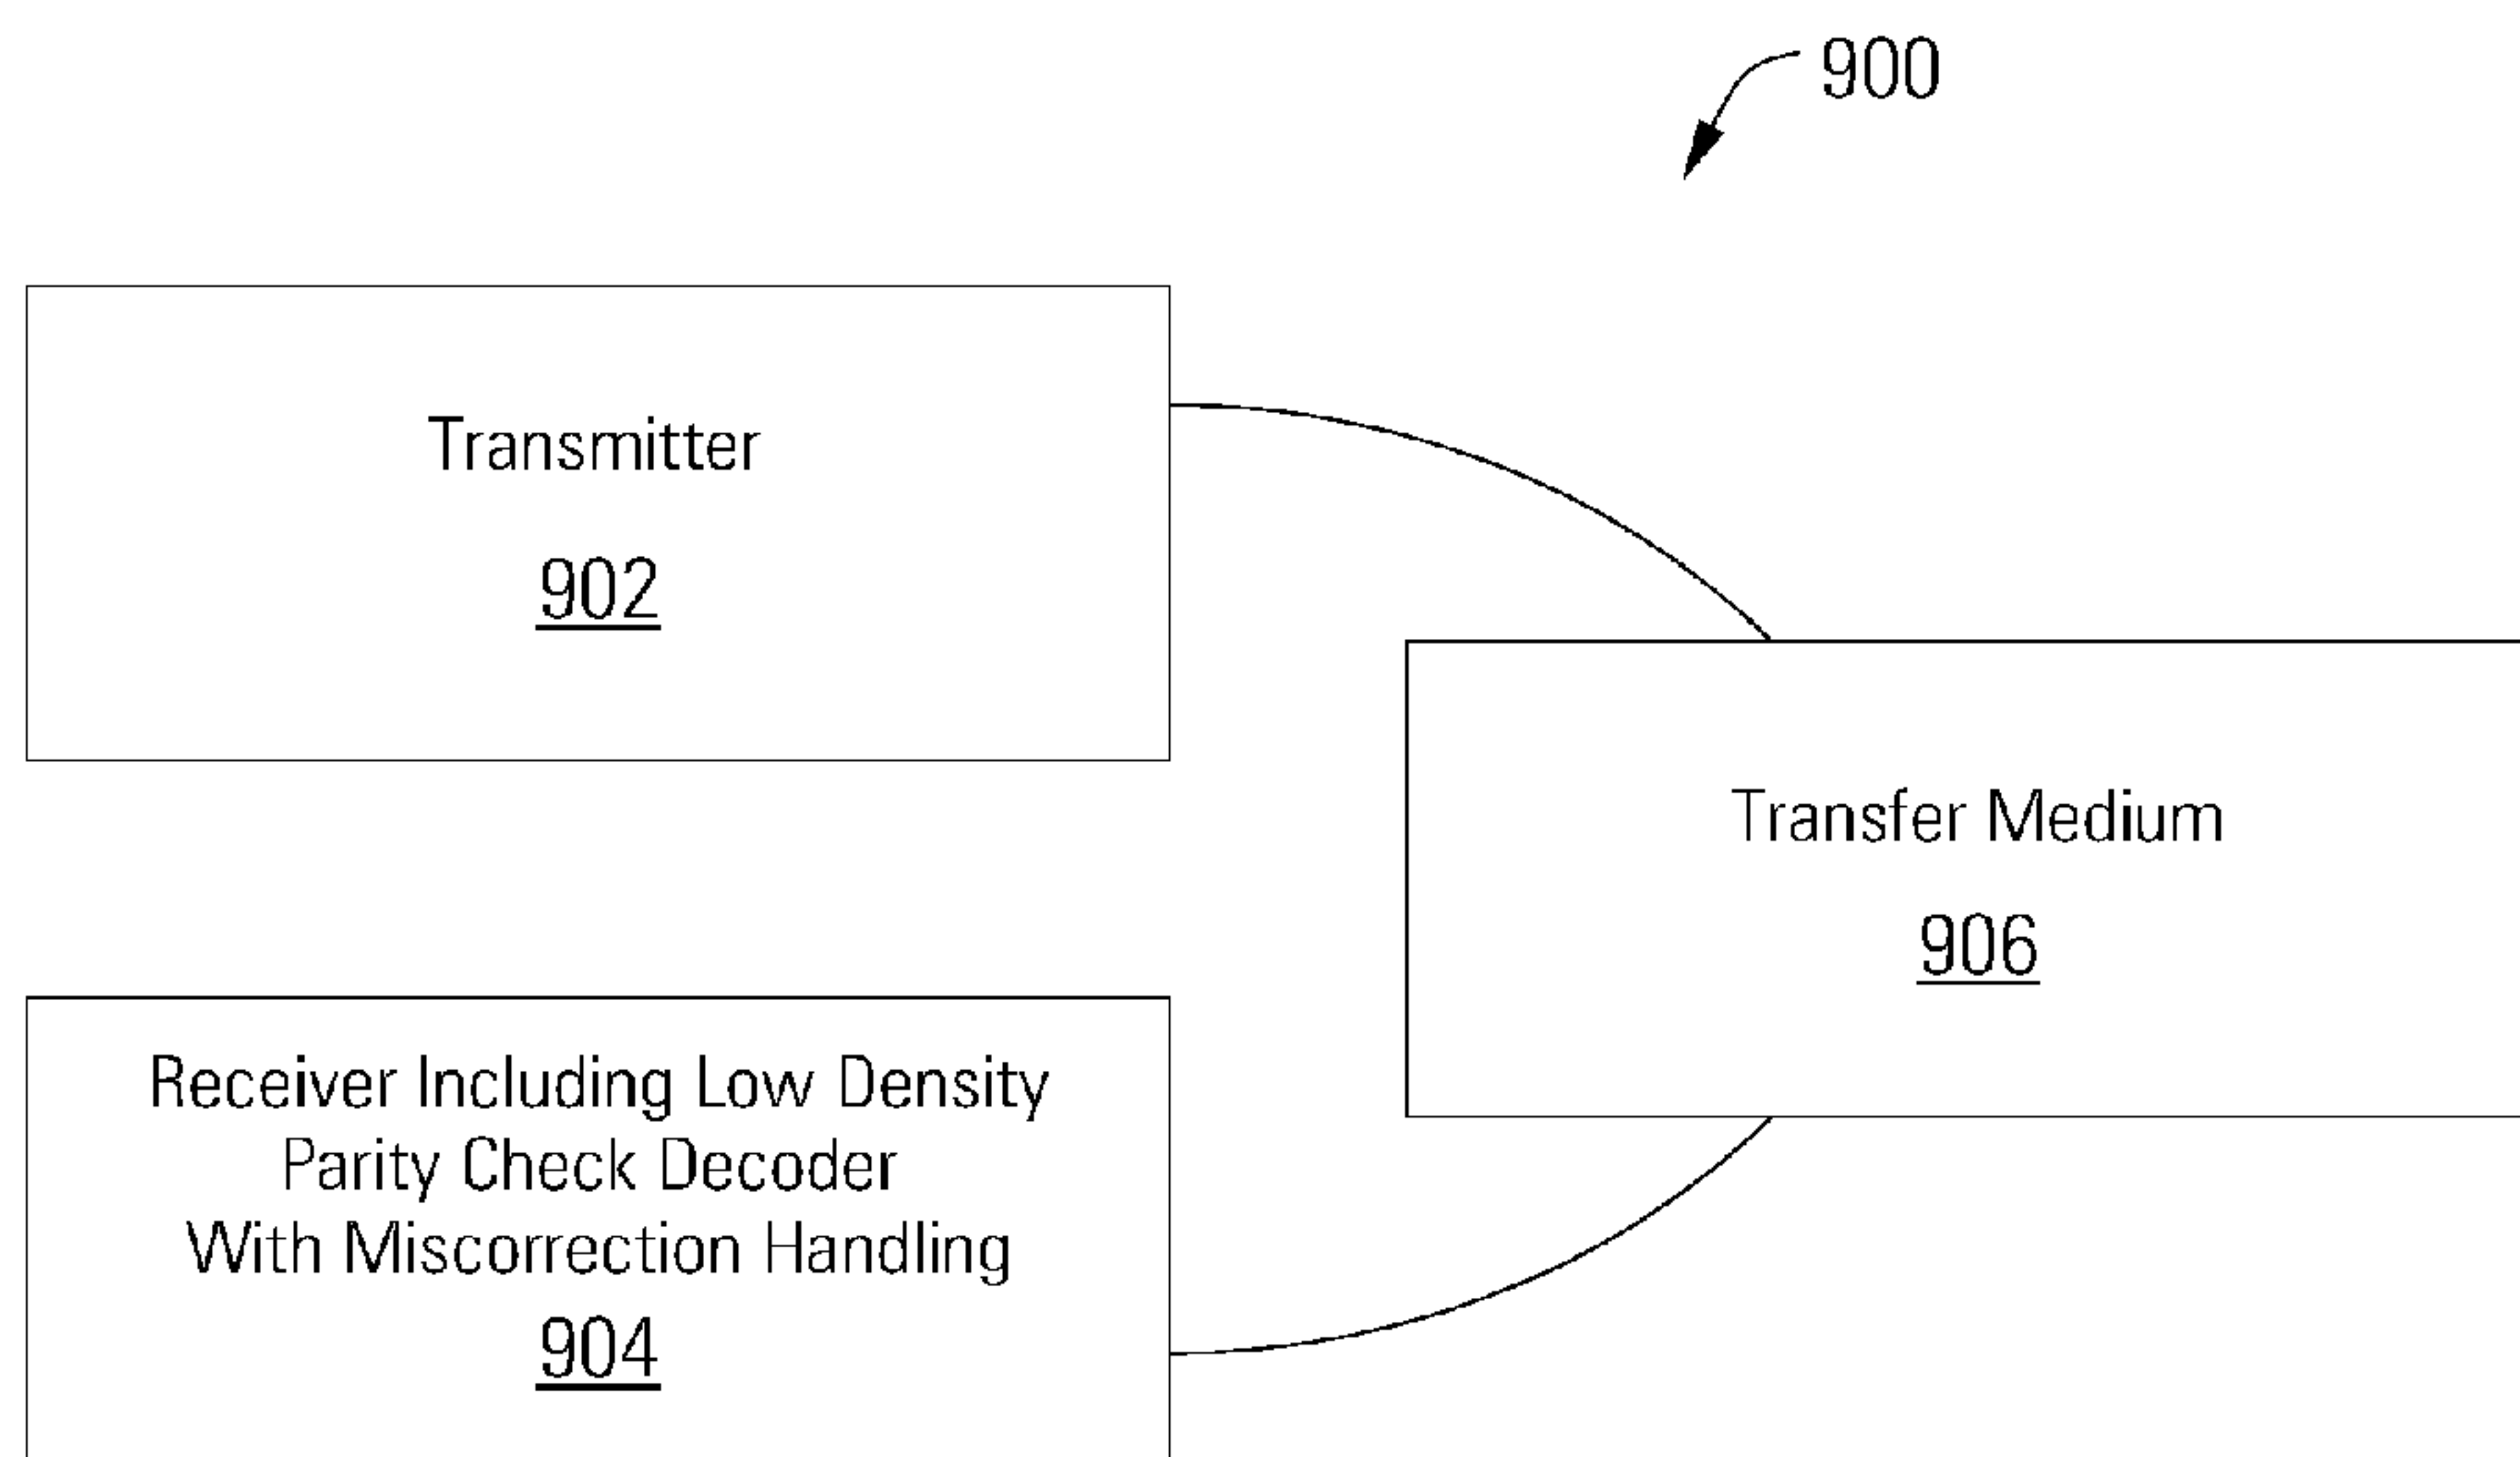 900
Transmitter
902
Transfer Medium
906
Receiver Including Low Density
Parity Check Decoder
With Miscorrection Handling
904